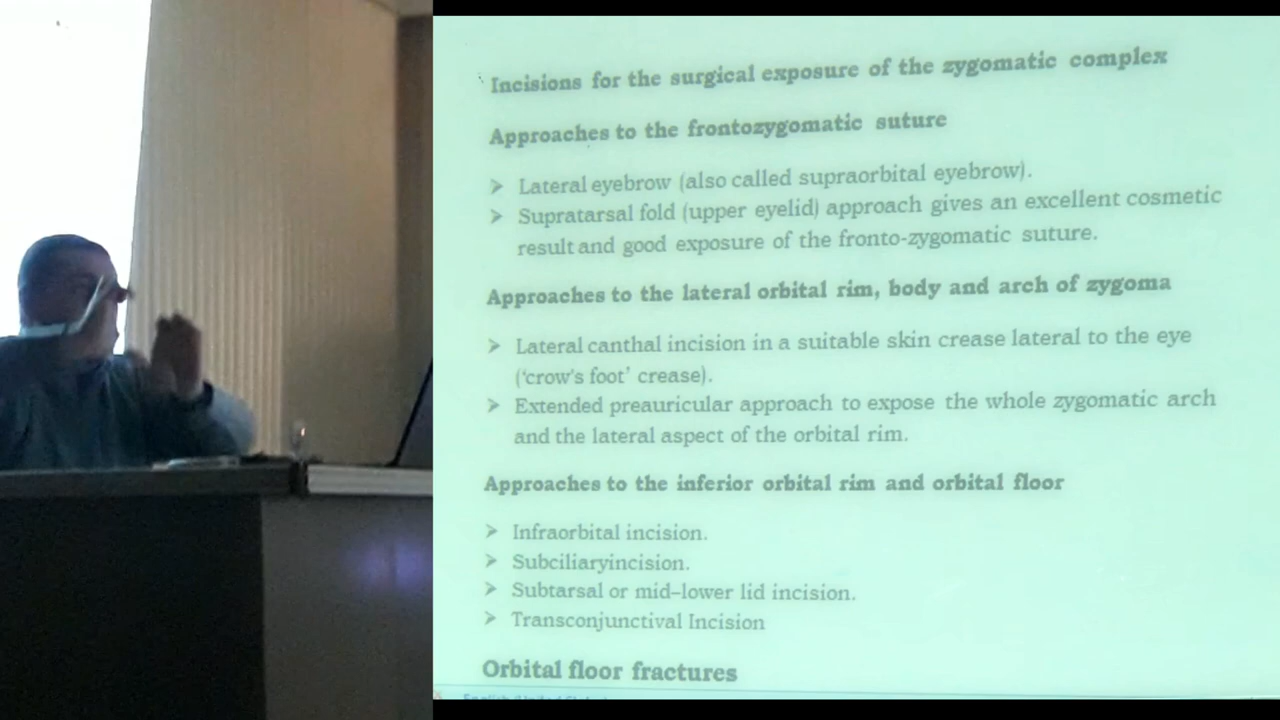 Incisions for the surgical exposure of the zygomatic complex
Approaches to the frontozygomatic suture
➤ Lateral eyebrow (also called supraorbital eyebrow).
➤ Supratarsal fold (upper eyelid) approach gives an excellent cosmetic
result and good exposure of the fronto-zygomatic suture.
Approaches to the lateral orbital rim, body and arch of zygoma
➤ Lateral canthal incision in a suitable skin crease lateral to the eye
('crow's foot' crease).
➤ Extended preauricular approach to expose the whole zygomatic arch
and the lateral aspect of the orbital rim.
Approaches to the inferior orbital rim and orbital floor
➤ Infraorbital incision.
➤ Subciliaryincision.
➤ Subtarsal or mid–lower lid incision.
➤ Transconjunctival Incision
Orbital floor fractures